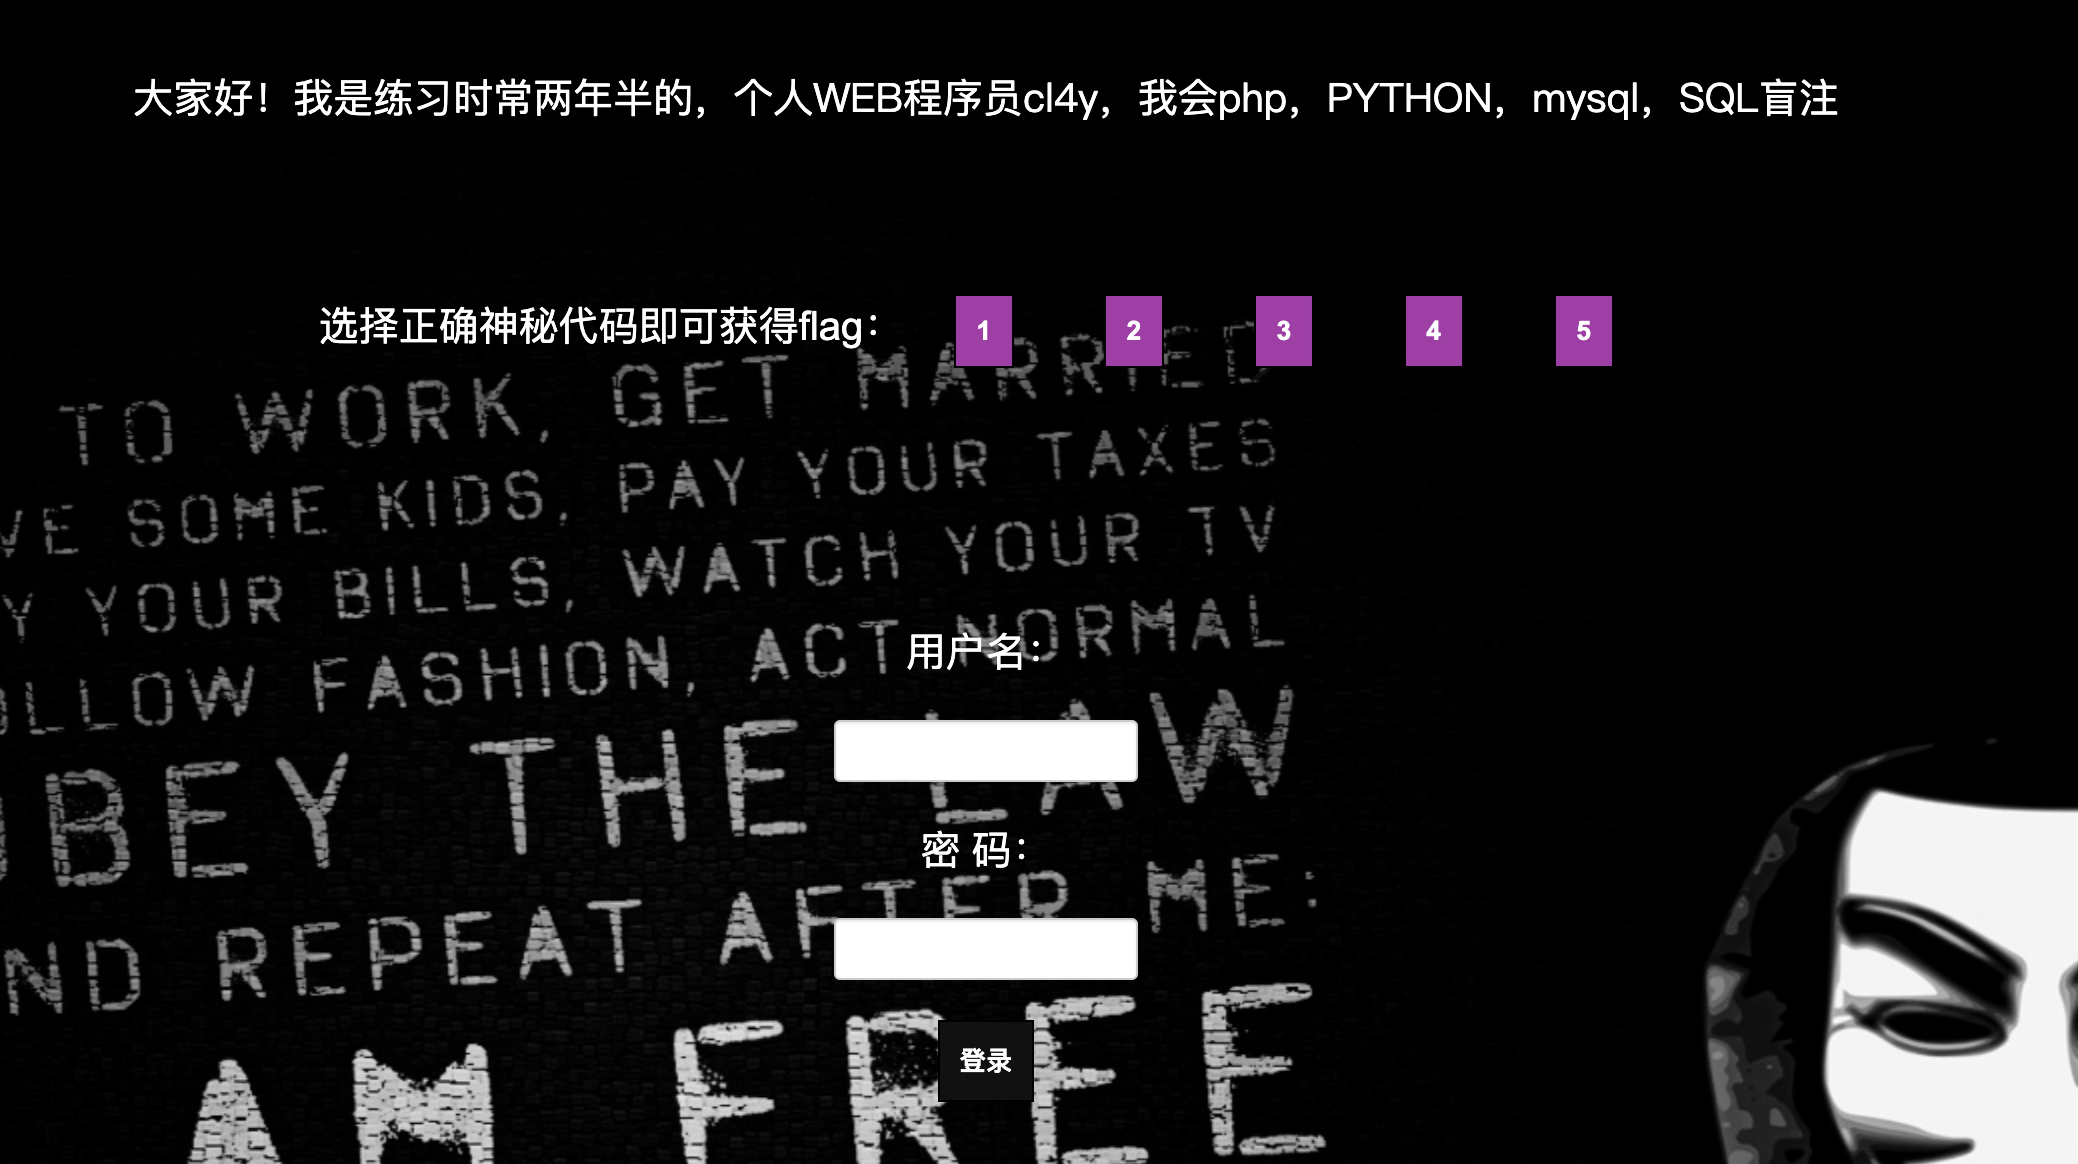 大家好！我是练习时常两年半的，个人WEB程序员cl4y，我会php，PYTHON，mysql，SQL盲注
选择正确神秘代码即可获得flag： 1 2 3 4 5
TO WORK, GET MARRIED
VE SOME KIDS, PAY YOUR TAXES
Y YOUR BILLS, WATCH YOUR TV
OLLOW FASHION, ACT NORMAL
用户名：
OBEY THE LAW
密 码：
ND REPEAT AFTER ME:
AM FREE
登录